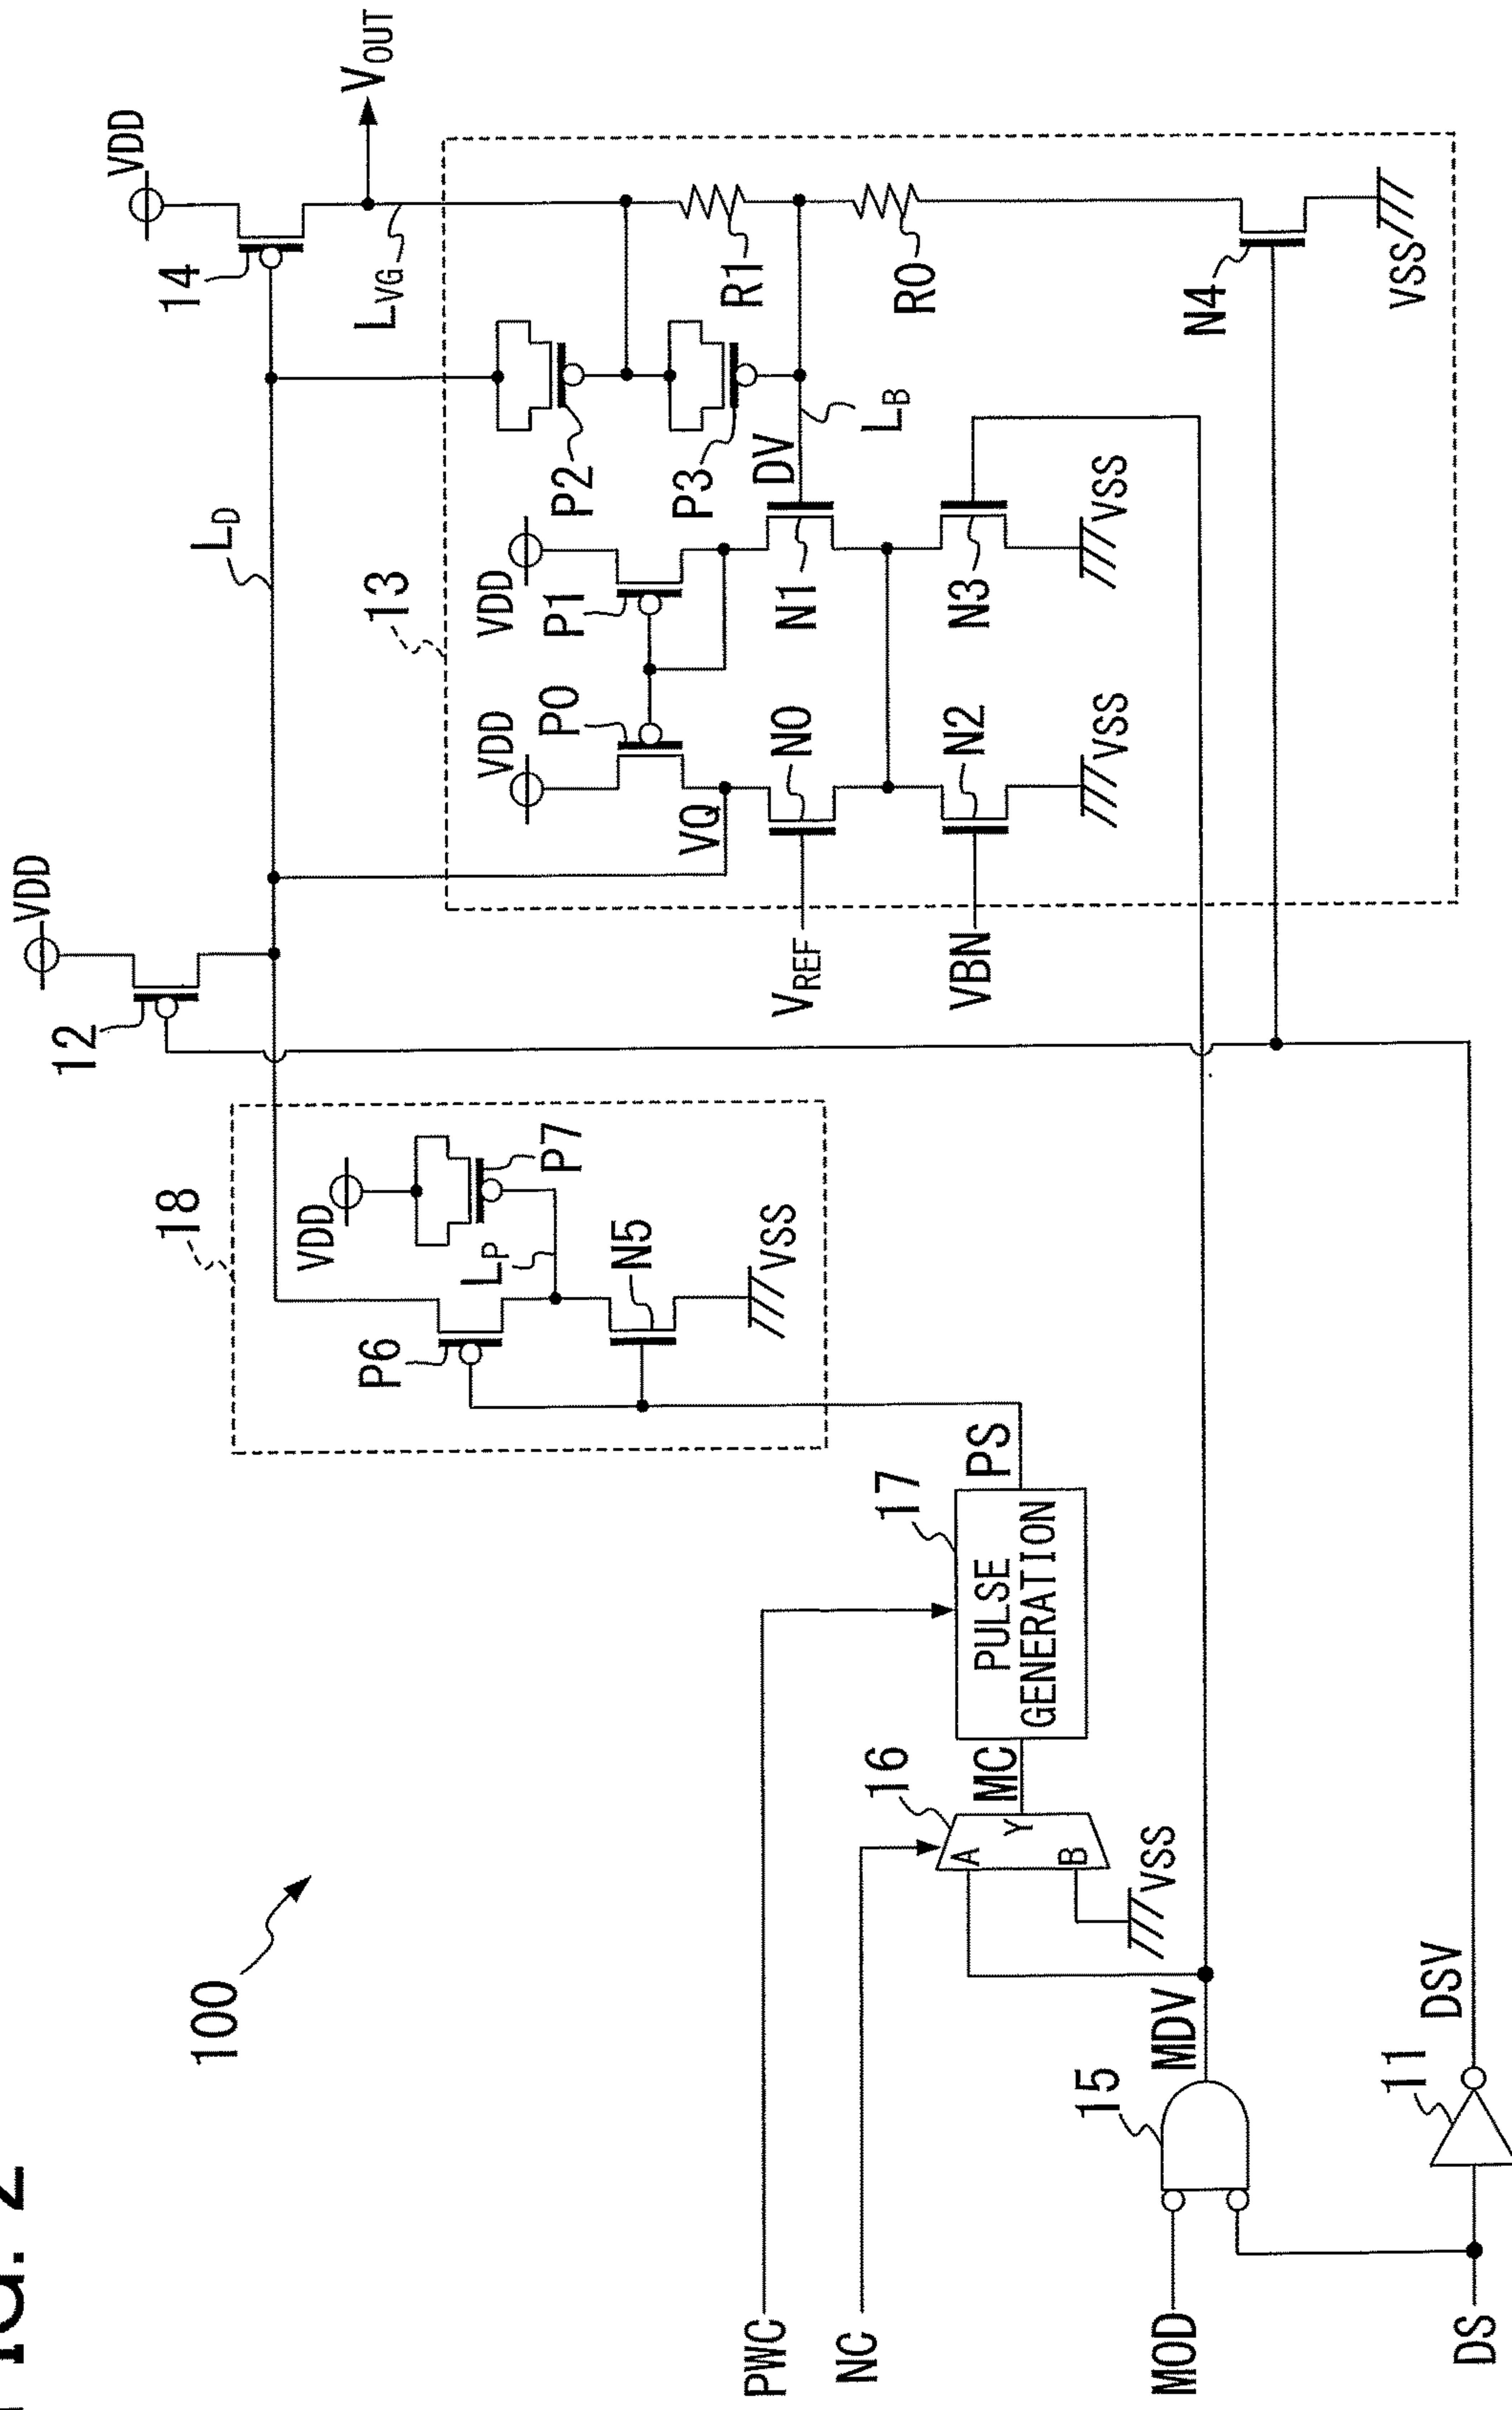 FIG. 2
100
VDD
12
LD
VDD
14
VOUT
LVG
18
VDD
P7
LP
P6
N5
VSS
13
VDD
P0
VDD
P1
P2
P3
R1
R0
VQ
N0
N1
DV
LB
VREF
VBN
N2
VSS
N3
VSS
N4
VSS
PWC
NC
17
PULSE
GENERATION
PS
16
A
Y
B
MC
VSS
MOD
15
MDV
DS
11
DSV